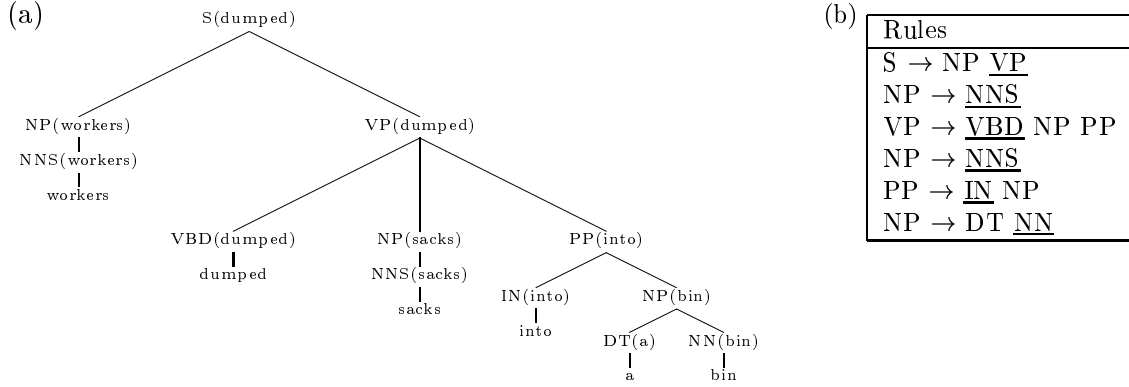 (a)
S(dumped)
NP(workers) VP(dumped)
NNS(workers)
workers
VBD(dumped) NP(sacks) PP(into)
dumped NNS(sacks)
sacks
IN(into) NP(bin)
into
DT(a) NN(bin)
a bin
(b)
Rules
S → NP VP
NP → NNS
VP → VBD NP PP
NP → NNS
PP → IN NP
NP → DT NN